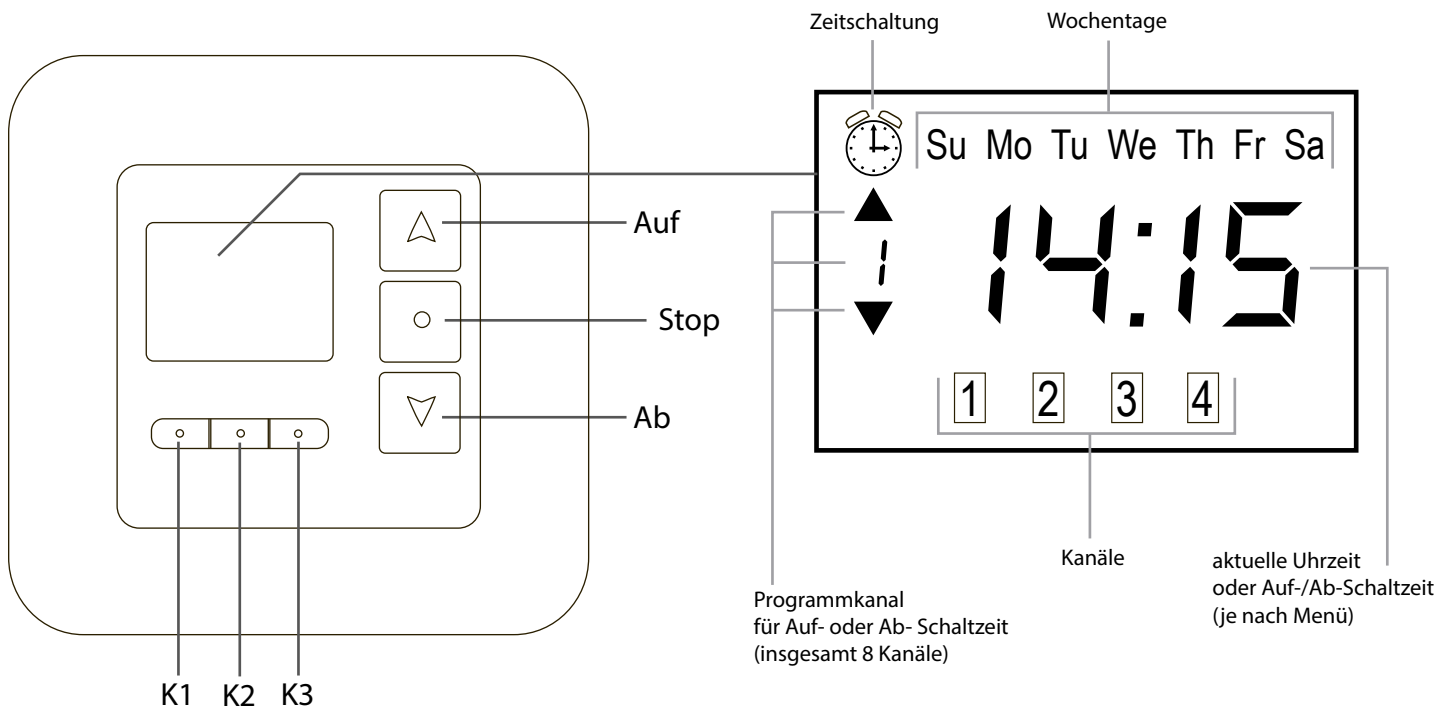 Zeitschaltung
Wochentage
Su Mo Tu We Th Fr Sa
Auf
1
14:15
Stop
Ab
1 2 3 4
Kanäle
aktuelle Uhrzeit
oder Auf-/Ab-Schaltzeit
(je nach Menü)
Programmkanal
für Auf- oder Ab- Schaltzeit
(insgesamt 8 Kanäle)
K1 K2 K3